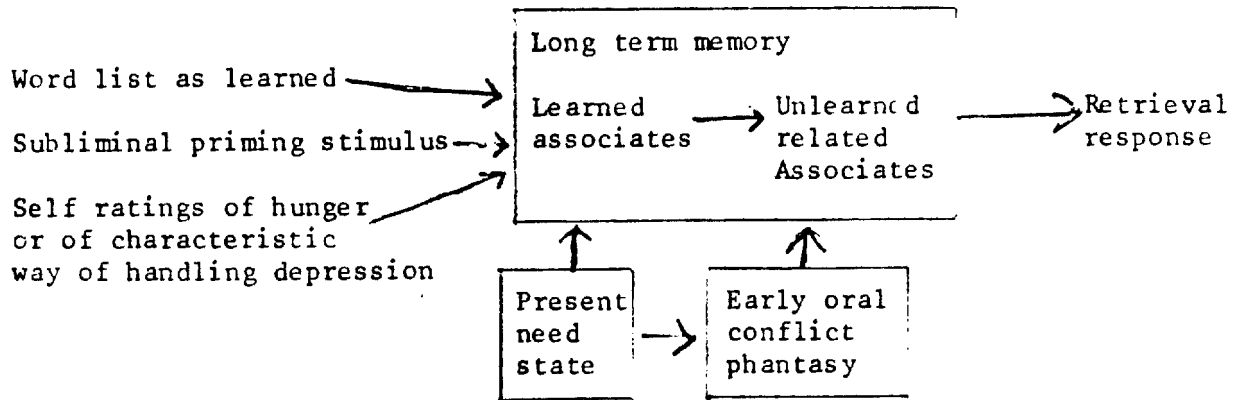 Long term memory
Word list as learned
Learned
associates
Unlearned
related
Associates
Retrieval
response
Subliminal priming stimulus
Self ratings of hunger
or of characteristic
way of handling depression
Present
need
state
Early oral
conflict
phantasy